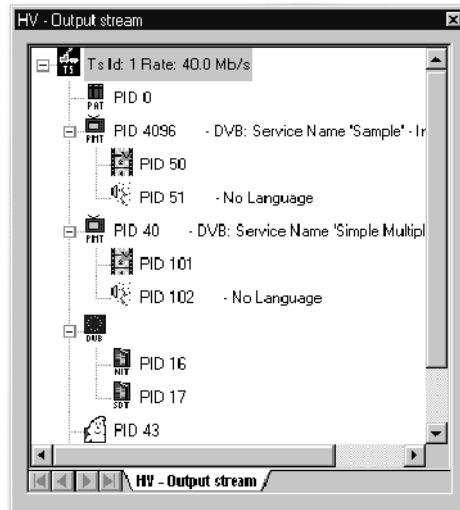 HV - Output stream
TS Ts Id: 1 Rate: 40.0 Mb/s
PAT PID 0
PMT PID 4096 - DVB: Service Name "Sample" - In
PID 50
PID 51 - No Language
PMT PID 40 - DVB: Service Name 'Simple Multipl
PID 101
PID 102 - No Language
DVB
NIT PID 16
SDT PID 17
PID 43
HV - Output stream